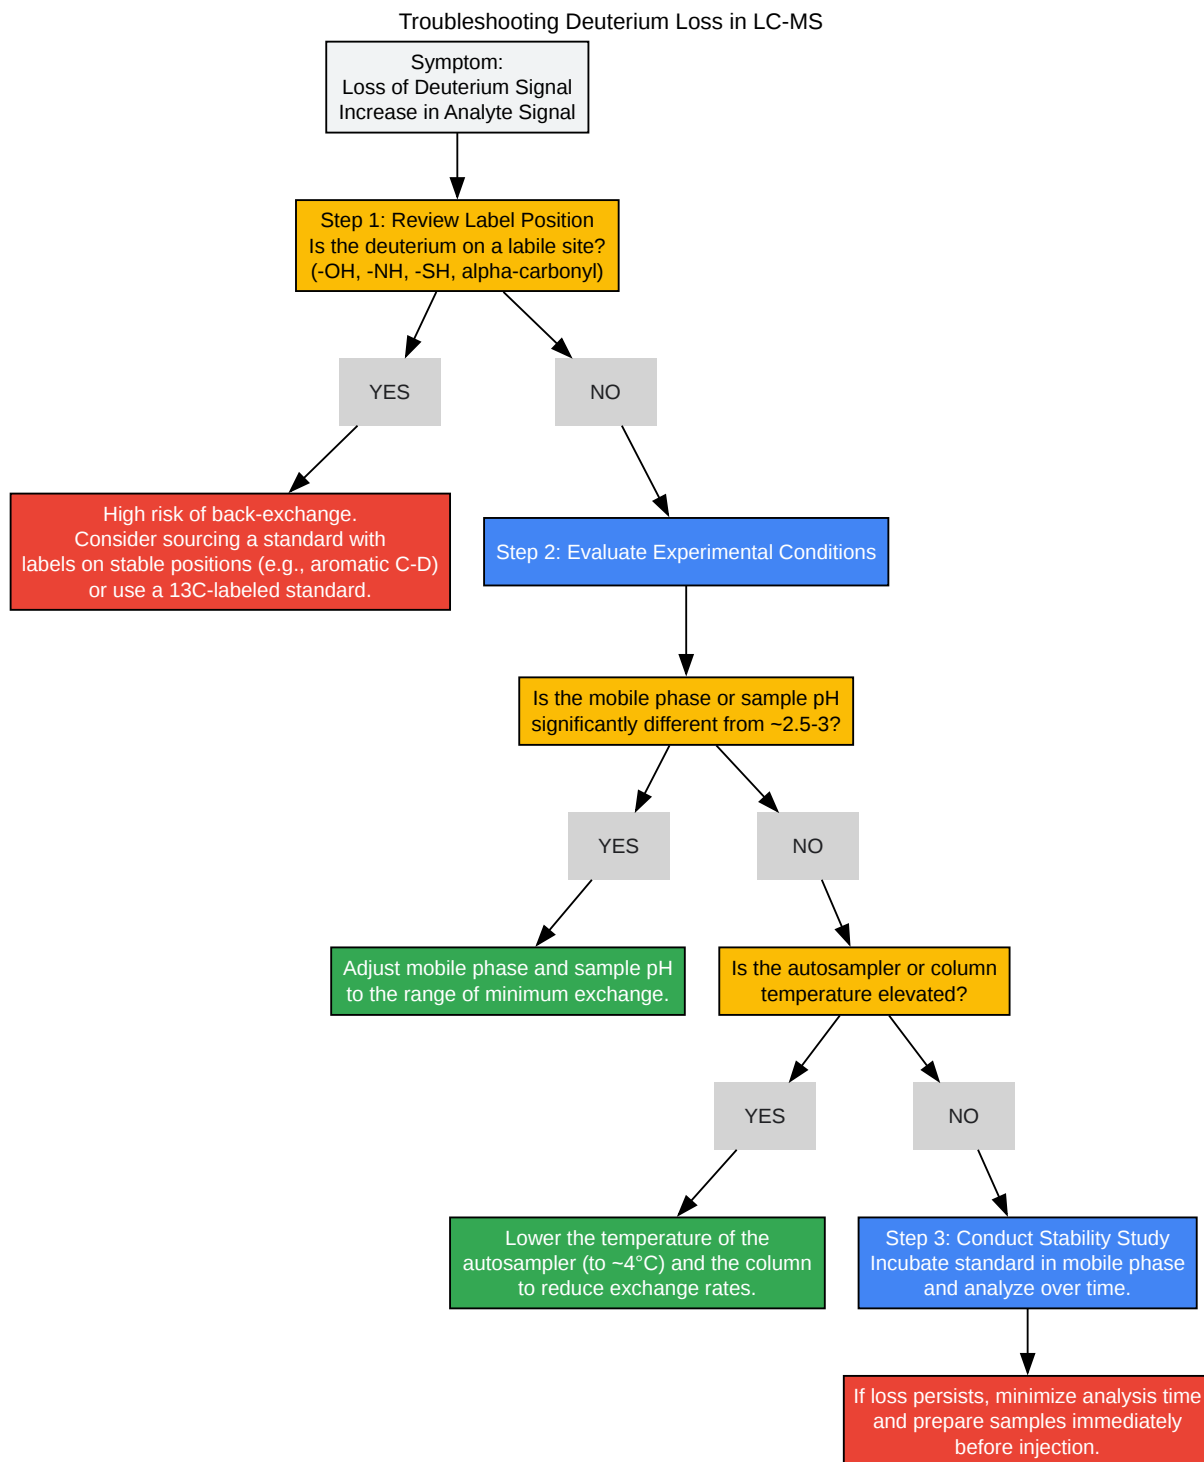 Troubleshooting Deuterium Loss in LC-MS
Symptom:
Loss of Deuterium Signal
Increase in Analyte Signal
Step 1: Review Label Position
Is the deuterium on a labile site?
(-OH, -NH, -SH, alpha-carbonyl)
YES
NO
High risk of back-exchange.
Consider sourcing a standard with
labels on stable positions (e.g., aromatic C-D)
or use a 13C-labeled standard.
Step 2: Evaluate Experimental Conditions
Is the mobile phase or sample pH
significantly different from ~2.5-3?
YES
NO
Adjust mobile phase and sample pH
to the range of minimum exchange.
Is the autosampler or column
temperature elevated?
YES
NO
Lower the temperature of the
autosampler (to ~4°C) and the column
to reduce exchange rates.
Step 3: Conduct Stability Study
Incubate standard in mobile phase
and analyze over time.
If loss persists, minimize analysis time
and prepare samples immediately
before injection.